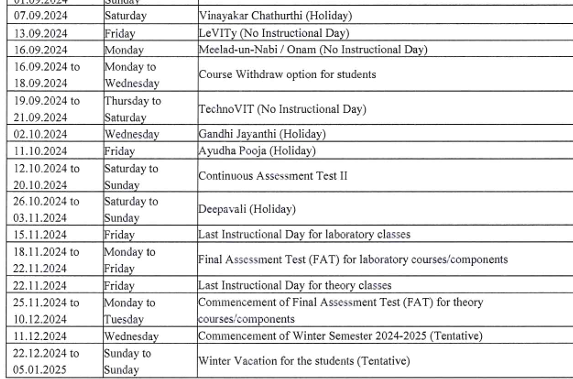 01.09.2024 Sunday
07.09.2024 Saturday Vinayakar Chathurthi (Holiday)
13.09.2024 Friday LeVITy (No Instructional Day)
16.09.2024 Monday Meelad-un-Nabi / Onam (No Instructional Day)
16.09.2024 to Monday to
18.09.2024 Wednesday
Course Withdraw option for students
19.09.2024 to Thursday to
21.09.2024 Saturday
TechnoVIT (No Instructional Day)
02.10.2024 Wednesday Gandhi Jayanthi (Holiday)
11.10.2024 Friday Ayudha Pooja (Holiday)
12.10.2024 to Saturday to
20.10.2024 Sunday
Continuous Assessment Test II
26.10.2024 to Saturday to
03.11.2024 Sunday
Deepavali (Holiday)
15.11.2024 Friday Last Instructional Day for laboratory classes
18.11.2024 to Monday to
22.11.2024 Friday
Final Assessment Test (FAT) for laboratory courses/components
22.11.2024 Friday Last Instructional Day for theory classes
25.11.2024 to Monday to Commencement of Final Assessment Test (FAT) for theory
10.12.2024 Tuesday courses/components
11.12.2024 Wednesday Commencement of Winter Semester 2024-2025 (Tentative)
22.12.2024 to Sunday to
05.01.2025 Sunday
Winter Vacation for the students (Tentative)